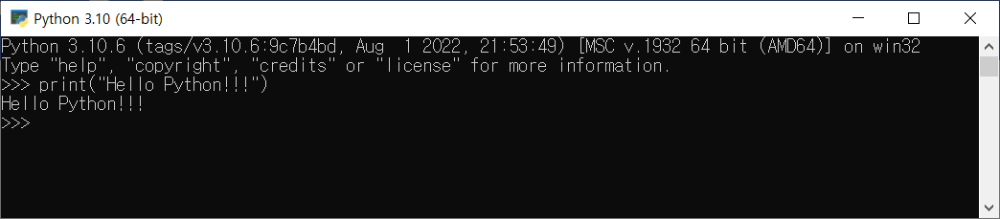 Python 3.10 (64-bit)
Python 3.10.6 (tags/v3.10.6:9c7b4bd, Aug  1 2022, 21:53:49) [MSC v.1932 64 bit (AMD64)] on win32
Type "help", "copyright", "credits" or "license" for more information.
>>> print("Hello Python!!!")
Hello Python!!!
>>>